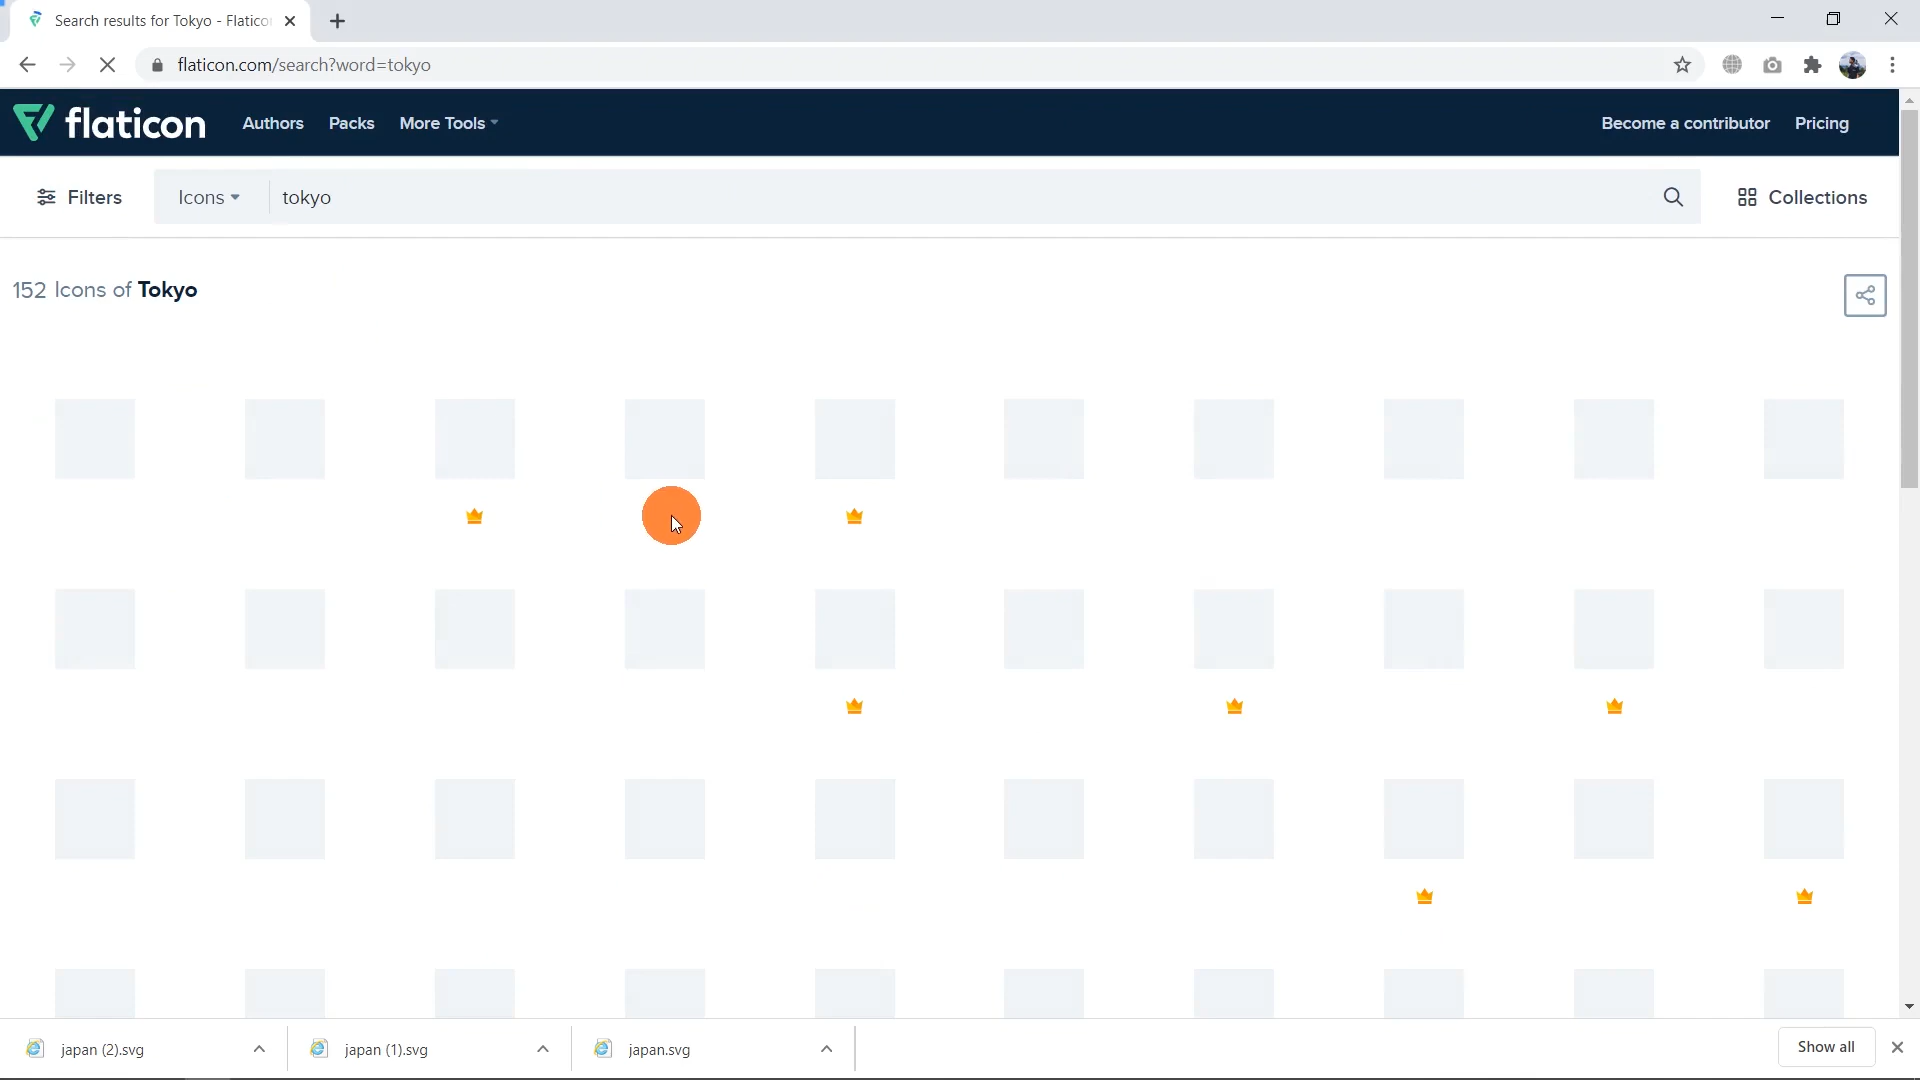 Search results for Tokyo - Flatico
flaticon.com/search?word=tokyo
flaticon Authors Packs More Tools Become a contributor Pricing
Filters Icons tokyo Collections
152 Icons of Tokyo
japan (2).svg japan (1).svg japan.svg Show all